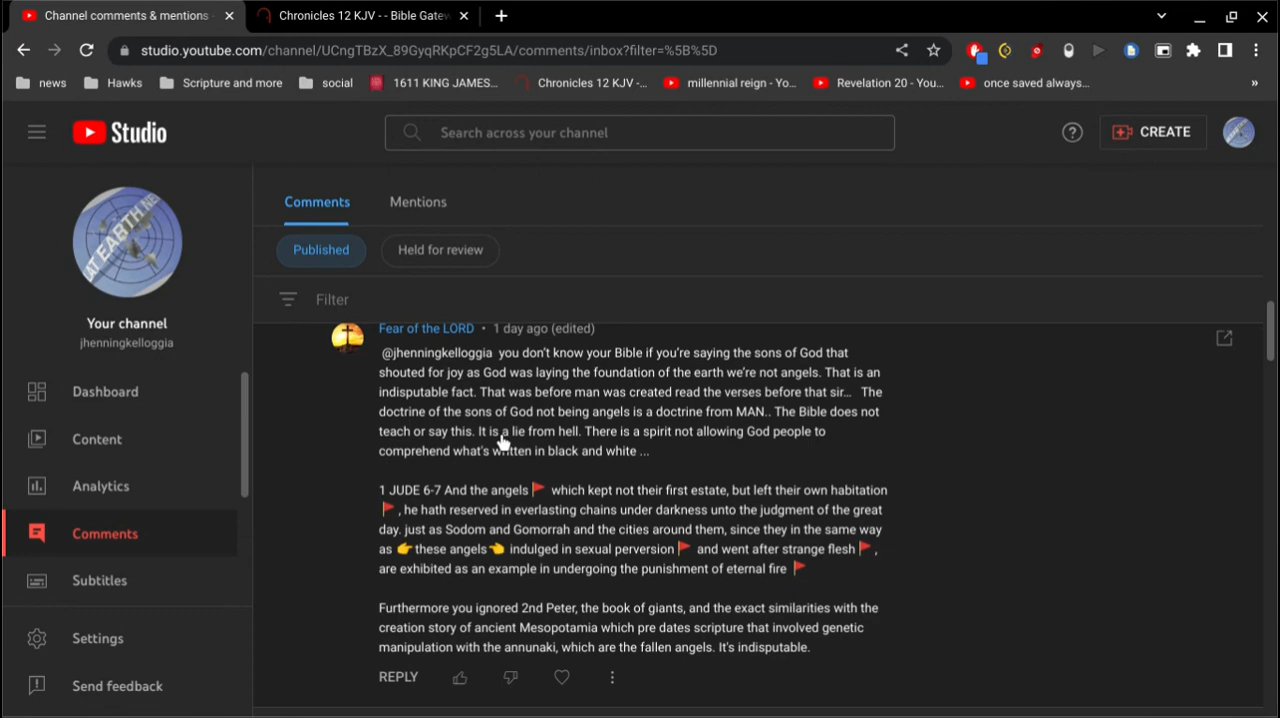 Channel comments & mentions
Chronicles 12 KJV - - Bible Gatew
studio.youtube.com/channel/UCngTBzX_89GyqRKpCF2g5LA/comments/inbox?filter=%5B%5D
news
Hawks
Scripture and more
social
1611 KING JAMES...
Chronicles 12 KJV -...
millennial reign - Yo...
Revelation 20 - You...
once saved always...
»
Studio
Search across your channel
CREATE
AT EARTH NE
Your channel
jhenningkelloggia
Dashboard
Content
Analytics
Comments
Subtitles
Settings
Send feedback
Comments
Mentions
Published
Held for review
Filter
Fear of the LORD • 1 day ago (edited)
@jhenningkelloggia you don't know your Bible if you're saying the sons of God that
shouted for joy as God was laying the foundation of the earth we're not angels. That is an
indisputable fact. That was before man was created read the verses before that sir... The
doctrine of the sons of God not being angels is a doctrine from MAN.. The Bible does not
teach or say this. It is a lie from hell. There is a spirit not allowing God people to
comprehend what's written in black and white ...
1 JUDE 6-7 And the angels 🚩 which kept not their first estate, but left their own habitation
🚩, he hath reserved in everlasting chains under darkness unto the judgment of the great
day. just as Sodom and Gomorrah and the cities around them, since they in the same way
as 👉these angels👈 indulged in sexual perversion 🚩 and went after strange flesh 🚩,
are exhibited as an example in undergoing the punishment of eternal fire 🚩
Furthermore you ignored 2nd Peter, the book of giants, and the exact similarities with the
creation story of ancient Mesopotamia which pre dates scripture that involved genetic
manipulation with the annunaki, which are the fallen angels. It's indisputable.
REPLY